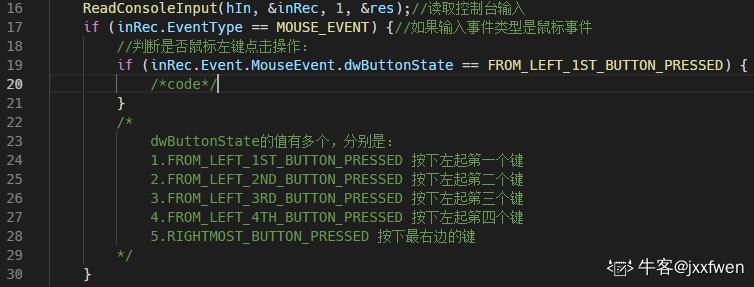 16 ReadConsoleInput(hIn, &inRec, 1, &res);//读取控制台输入
17 if (inRec.EventType == MOUSE_EVENT) {//如果输入事件类型是鼠标事件
18 //判断是否鼠标左键点击操作:
19 if (inRec.Event.MouseEvent.dwButtonState == FROM_LEFT_1ST_BUTTON_PRESSED) {
20 /*code*/
21 }
22 /*
23 dwButtonState的值有多个，分别是:
24 1.FROM_LEFT_1ST_BUTTON_PRESSED 按下左起第一个键
25 2.FROM_LEFT_2ND_BUTTON_PRESSED 按下左起第二个键
26 3.FROM_LEFT_3RD_BUTTON_PRESSED 按下左起第三个键
27 4.FROM_LEFT_4TH_BUTTON_PRESSED 按下左起第四个键
28 5.RIGHTMOST_BUTTON_PRESSED 按下最右边的键
29 */
30 }
牛客@jxxfwen